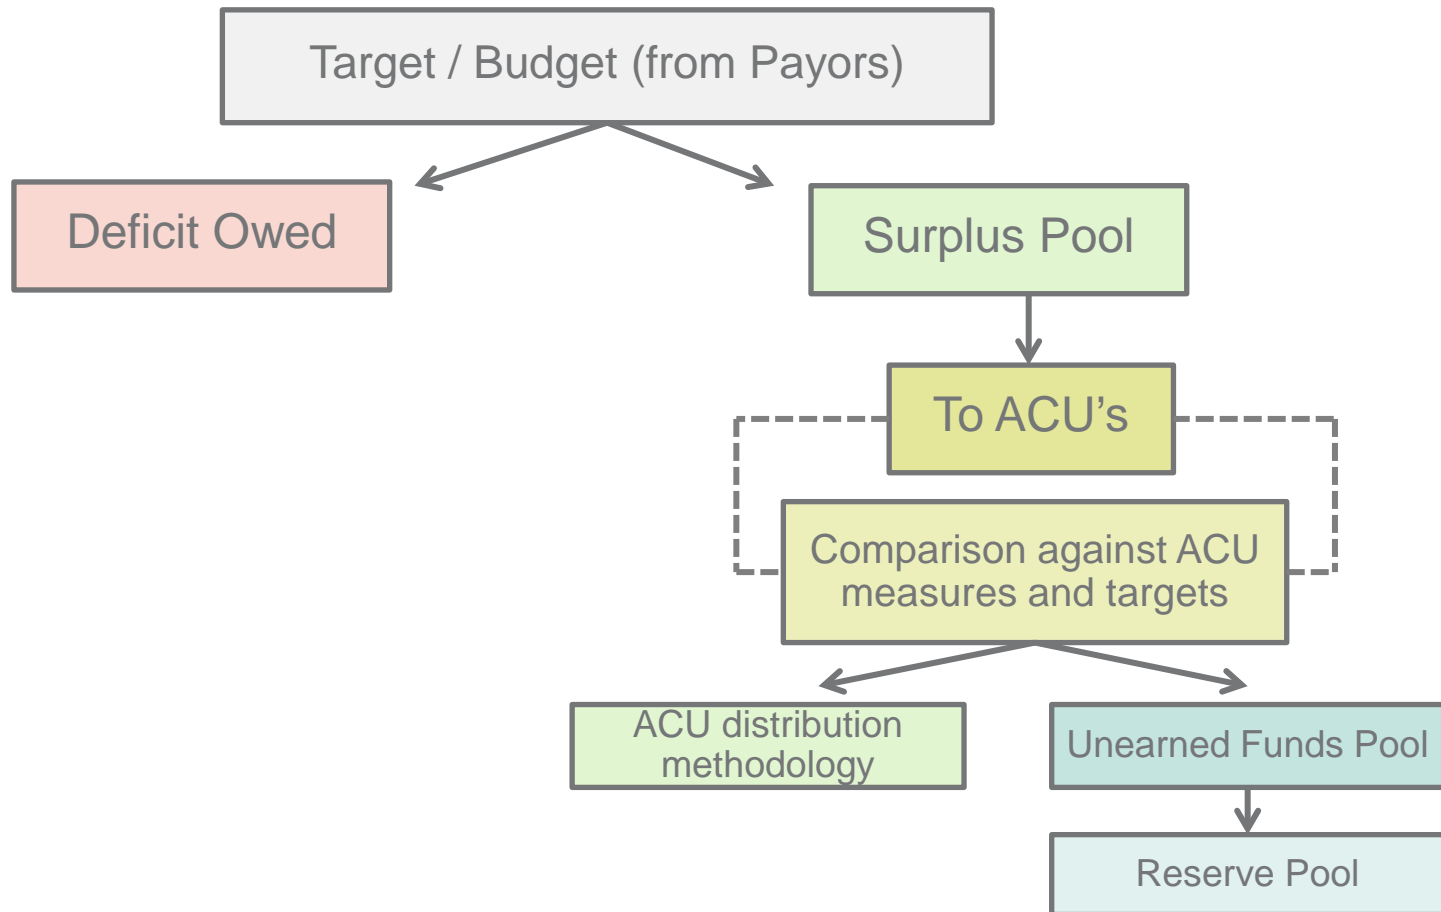 Target / Budget (from Payors)
Deficit Owed
Surplus Pool
To ACU's
Comparison against ACU
measures and targets
ACU distribution
methodology
Unearned Funds Pool
Reserve Pool